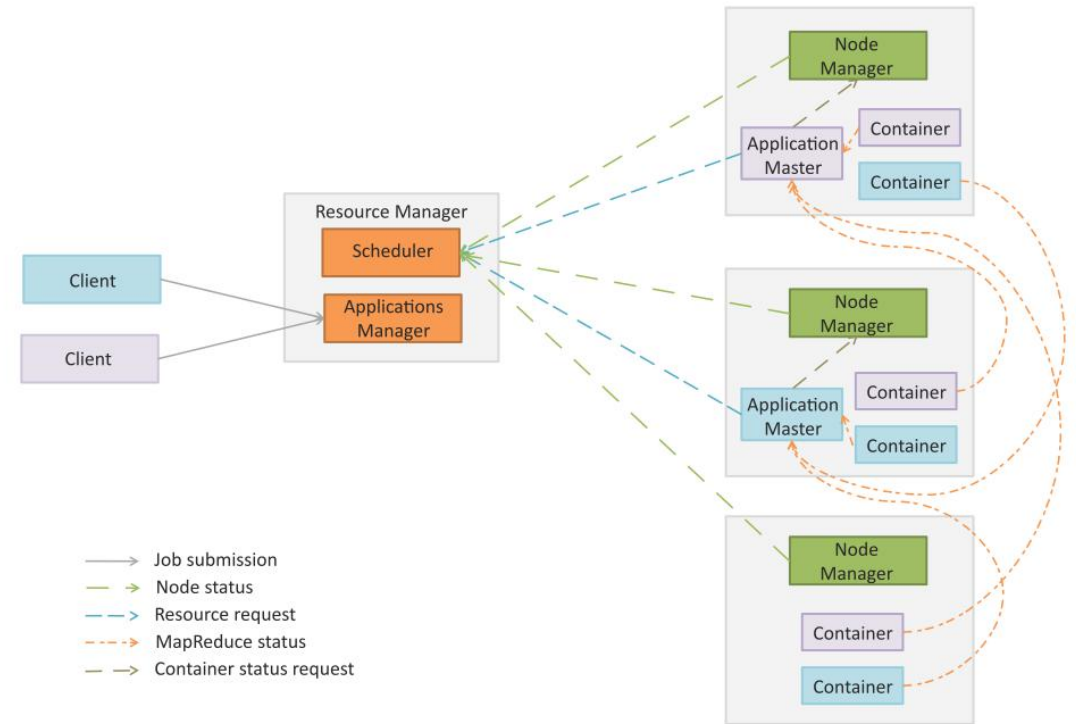 Node
Manager
Application
Master
Container
Container
Resource Manager
Scheduler
Applications
Manager
Client
Client
Node
Manager
Application
Master
Container
Container
Node
Manager
Container
Container
Job submission
Node status
Resource request
MapReduce status
Container status request